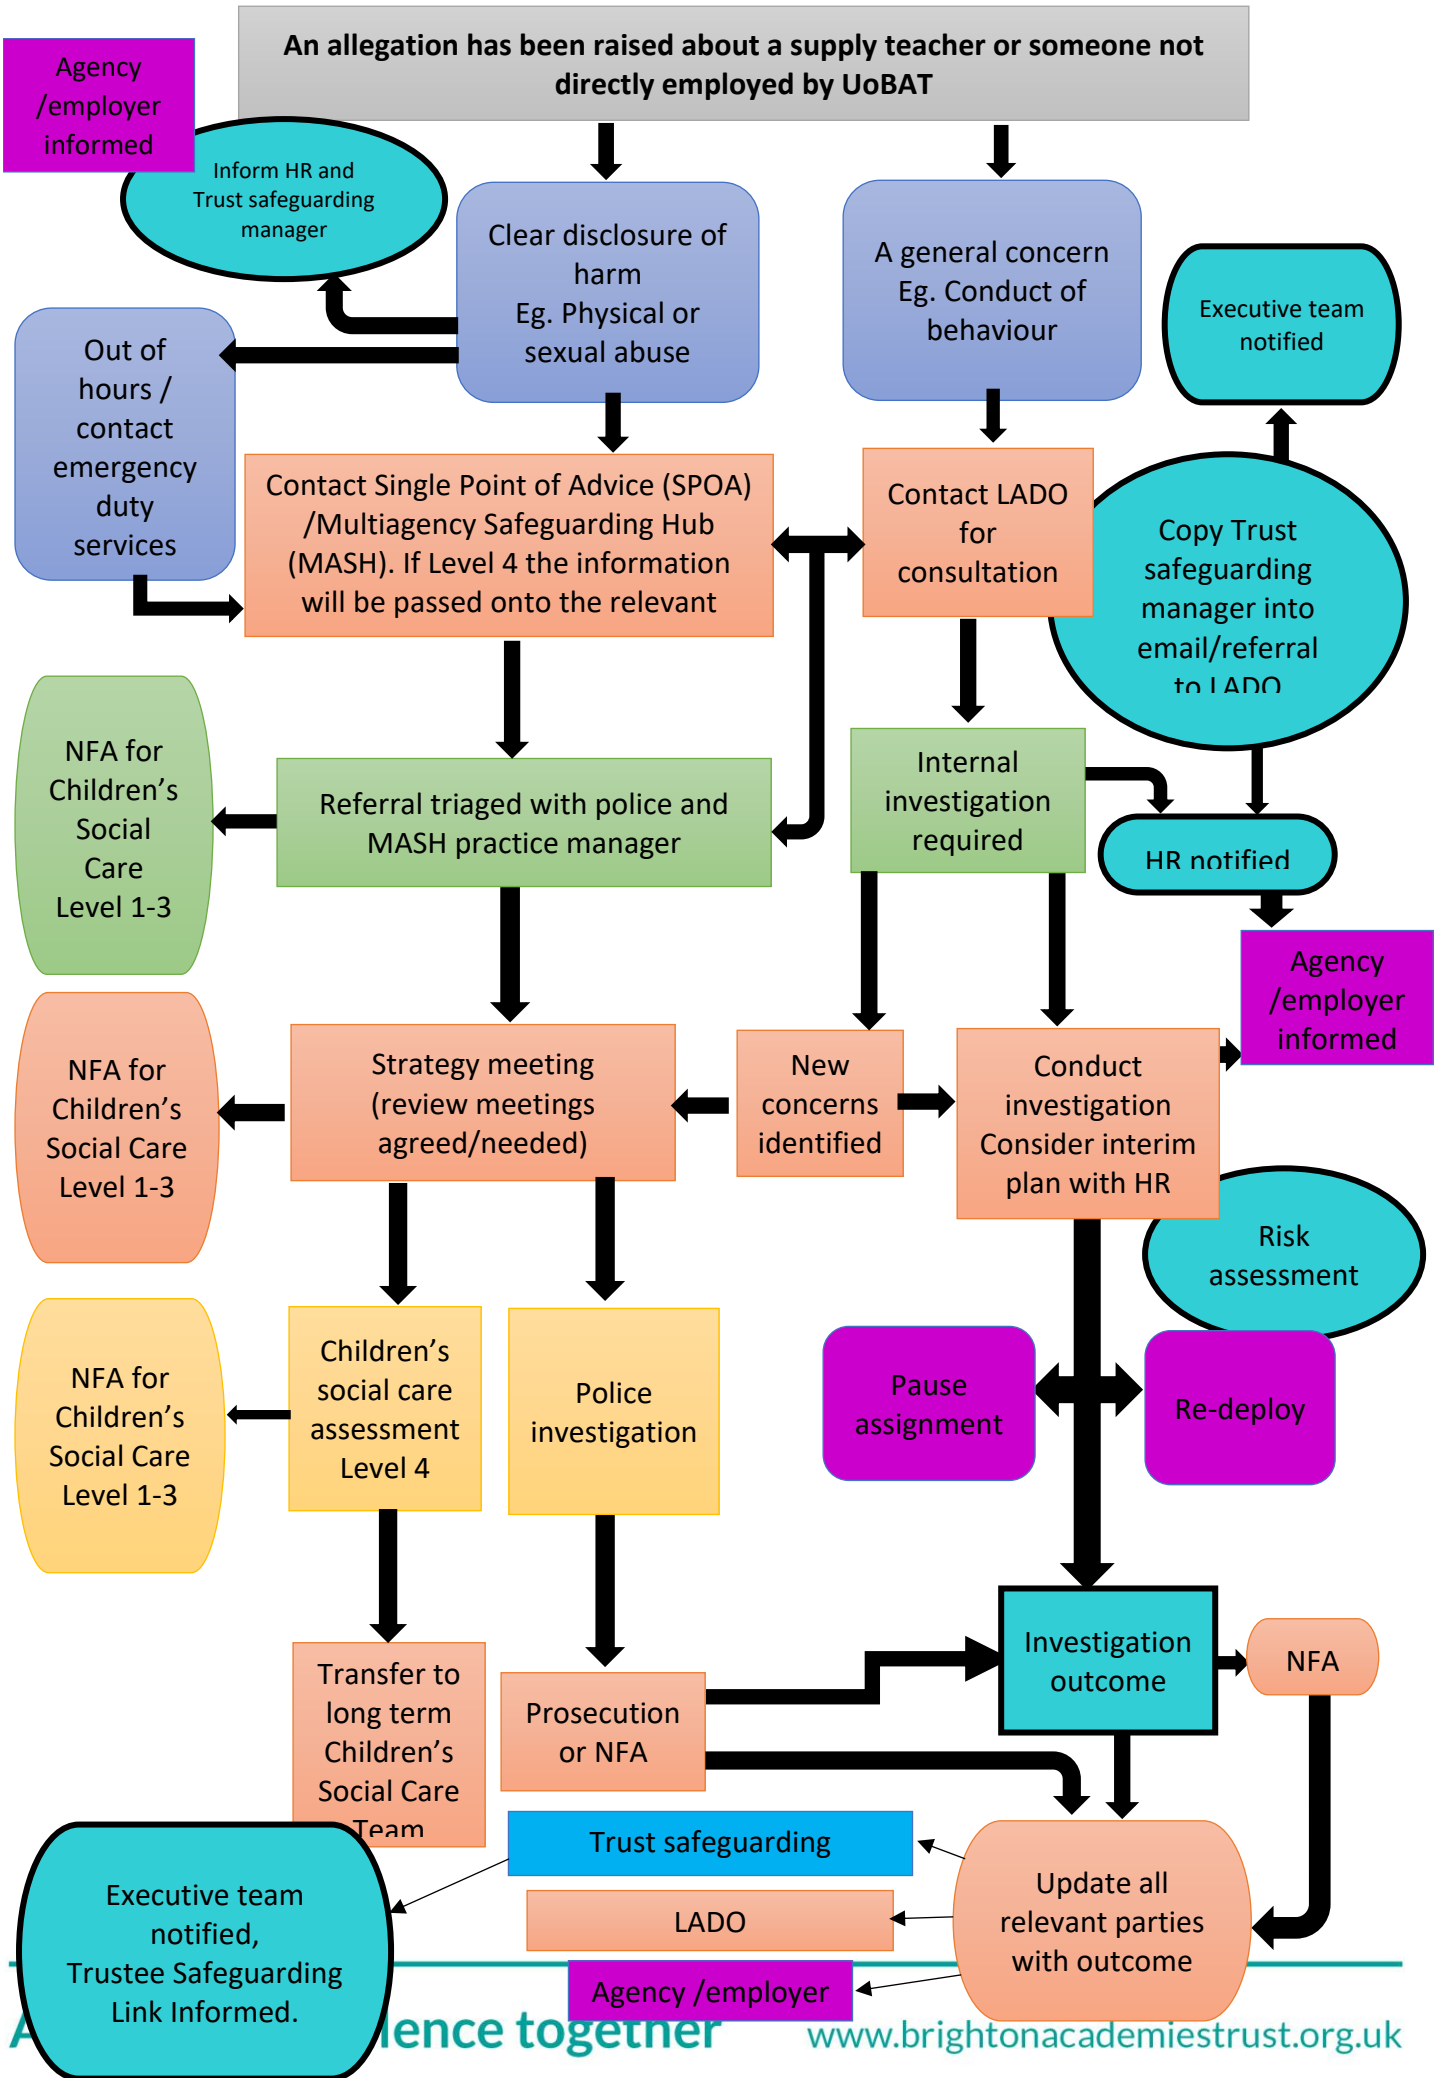 An allegation has been raised about a supply teacher or someone not
directly employed by UoBAT
Agency
/employer
informed
Inform HR and
Trust safeguarding
manager
Clear disclosure of
harm
Eg. Physical or
sexual abuse
A general concern
Eg. Conduct of
behaviour
Executive team
notified
Out of
hours /
contact
emergency
duty
services
Contact Single Point of Advice (SPOA)
/Multiagency Safeguarding Hub
(MASH). If Level 4 the information
will be passed onto the relevant
Contact LADO
for
consultation
Copy Trust
safeguarding
manager into
email/referral
to LADO
NFA for
Children’s
Social
Care
Level 1-3
Referral triaged with police and
MASH practice manager
Internal
investigation
required
HR notified
Agency
/employer
informed
NFA for
Children’s
Social Care
Level 1-3
Strategy meeting
(review meetings
agreed/needed)
New
concerns
identified
Conduct
investigation
Consider interim
plan with HR
Risk
assessment
NFA for
Children’s
Social Care
Level 1-3
Children’s
social care
assessment
Level 4
Police
investigation
Pause
assignment
Re-deploy
Transfer to
long term
Children’s
Social Care
Team
Prosecution
or NFA
Investigation
outcome
NFA
Trust safeguarding
LADO
Agency /employer
Update all
relevant parties
with outcome
Executive team
notified,
Trustee Safeguarding
Link Informed.
together
www.brightonacademiestrust.org.uk